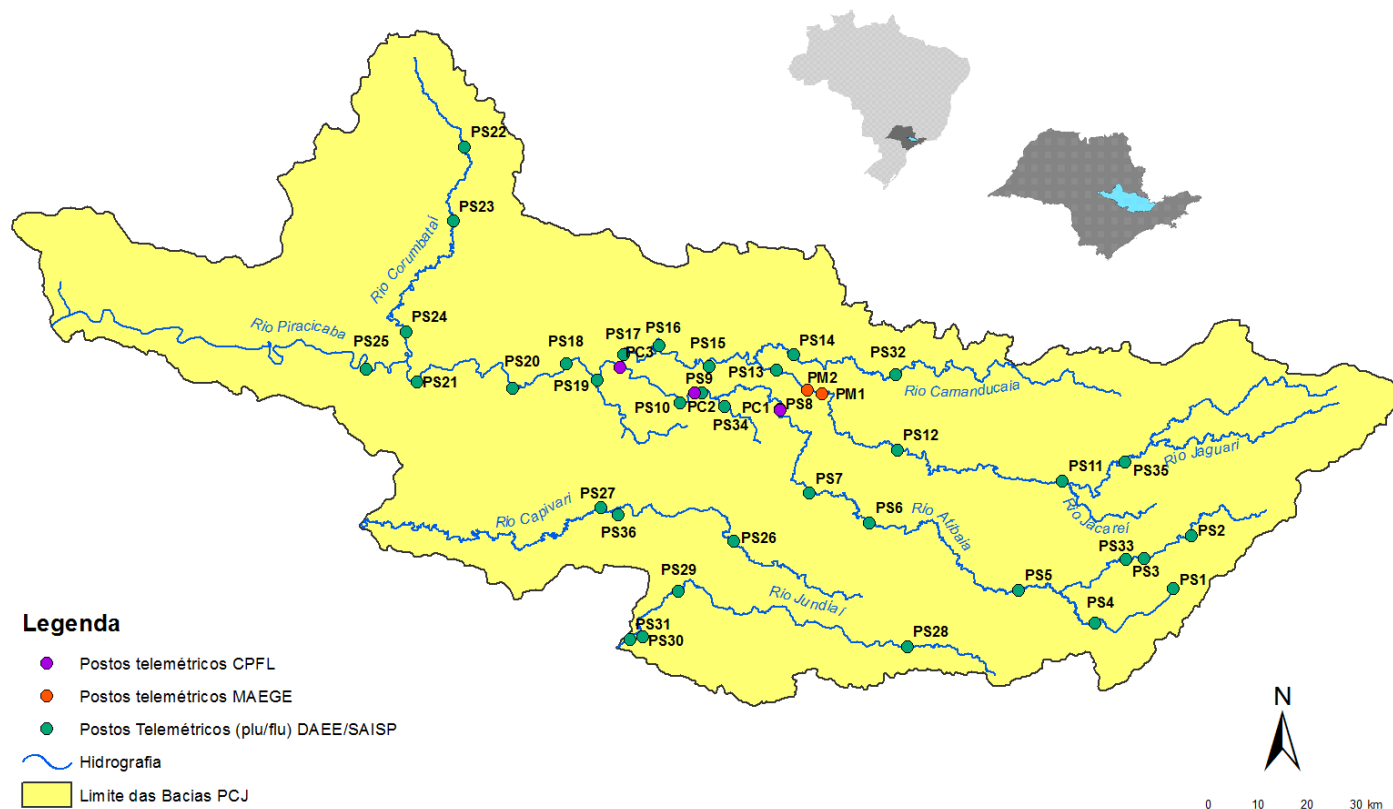 PS22
PS23
Rio Corumbataí
PS24
Rio Piracicaba
PS25
PS21
PS20
PS18
PS19
PS17
PC3
PS16
PS15
PS14
PS13
PS32
Rio Camanducaia
PM2
PM1
PS9
PS10
PC2
PS34
PC1
PS8
PS12
PS11
PS35
Rio Jaguari
Rio Jacareí
PS7
PS6
Rio Atibaia
PS2
PS33
PS3
PS1
PS5
PS4
PS27
PS36
Rio Capivari
PS26
PS29
Rio Jundiaí
PS28
PS31
PS30
Legenda
Postos telemétricos CPFL
Postos telemétricos MAEGE
Postos Telemétricos (plu/flu) DAEE/SAISP
Hidrografia
Limite das Bacias PCJ
N
0 10 20 30 km